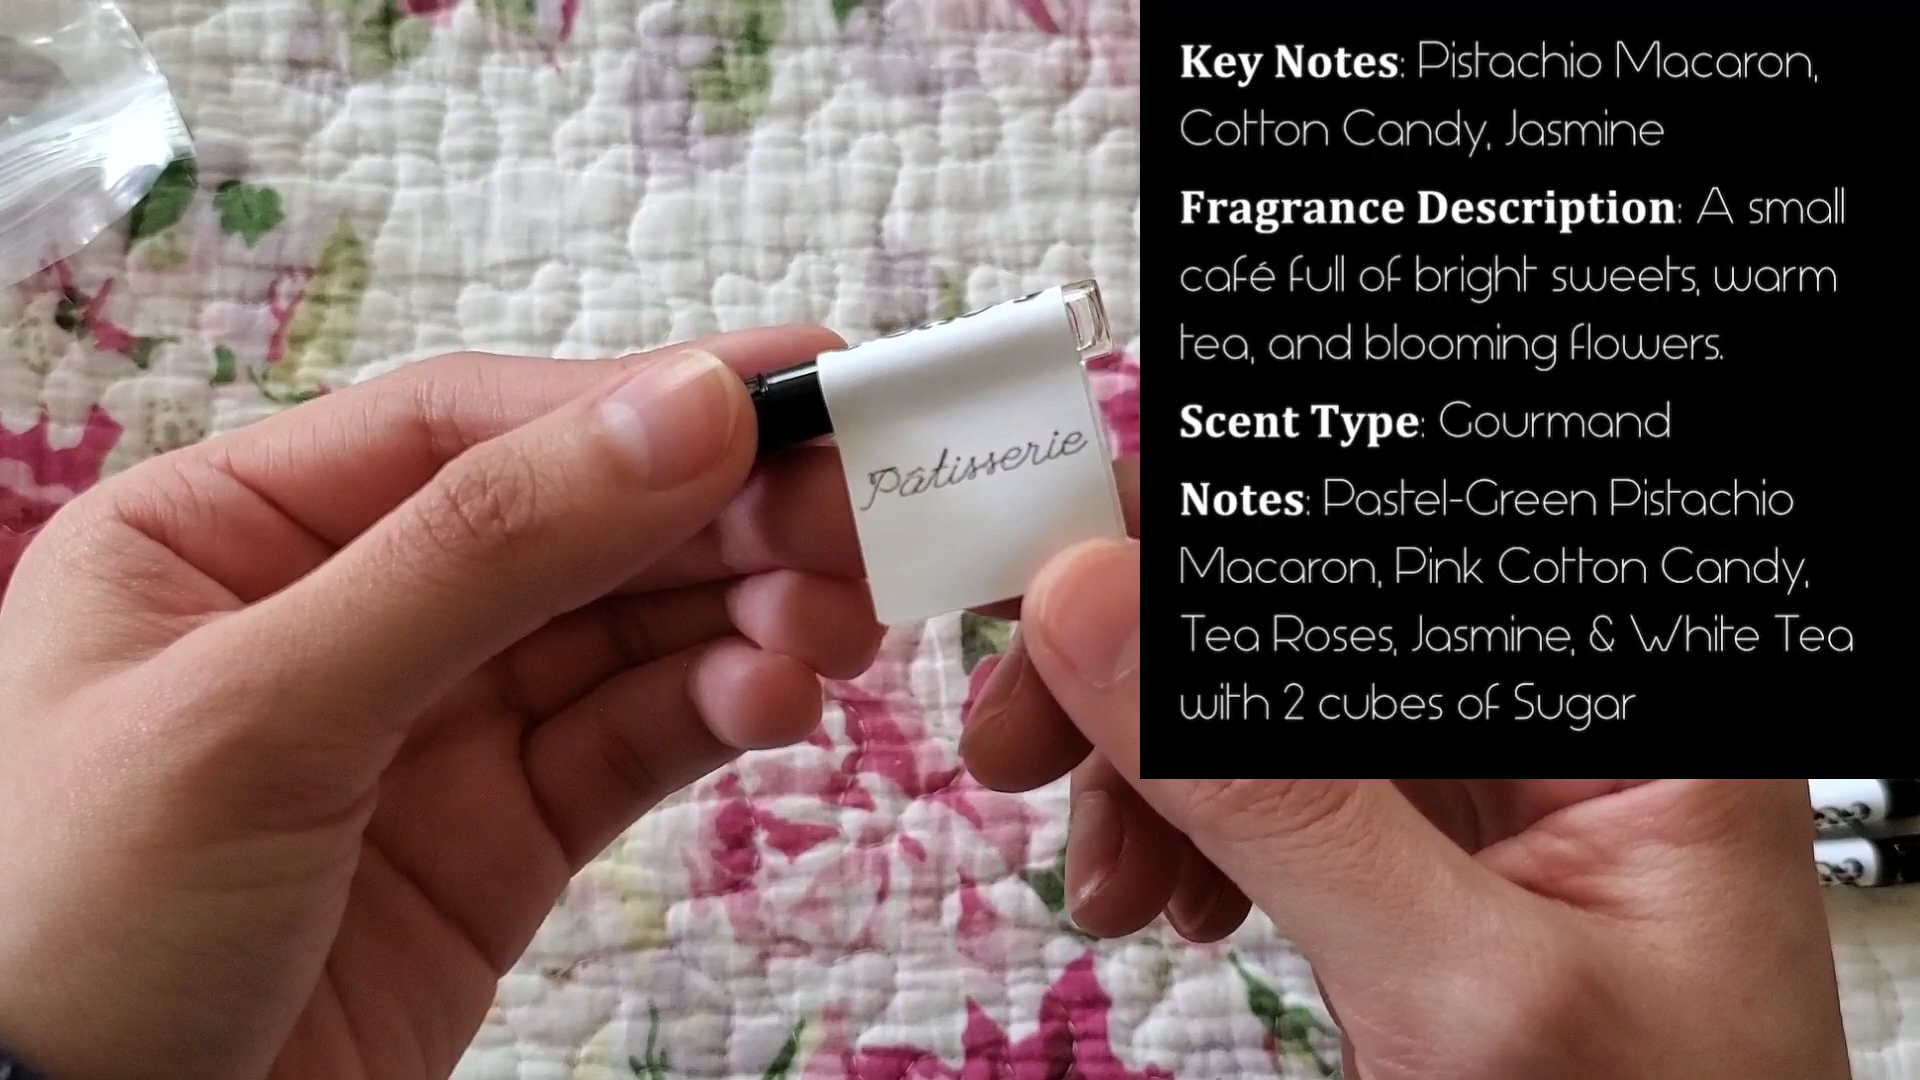 Pâtisserie
Key Notes: Pistachio Macaron,
Cotton Candy, Jasmine
Fragrance Description: A small
café full of bright sweets, warm
tea, and blooming flowers.
Scent Type: Gourmand
Notes: Pastel-Green Pistachio
Macaron, Pink Cotton Candy,
Tea Roses, Jasmine, & White Tea
with 2 cubes of Sugar